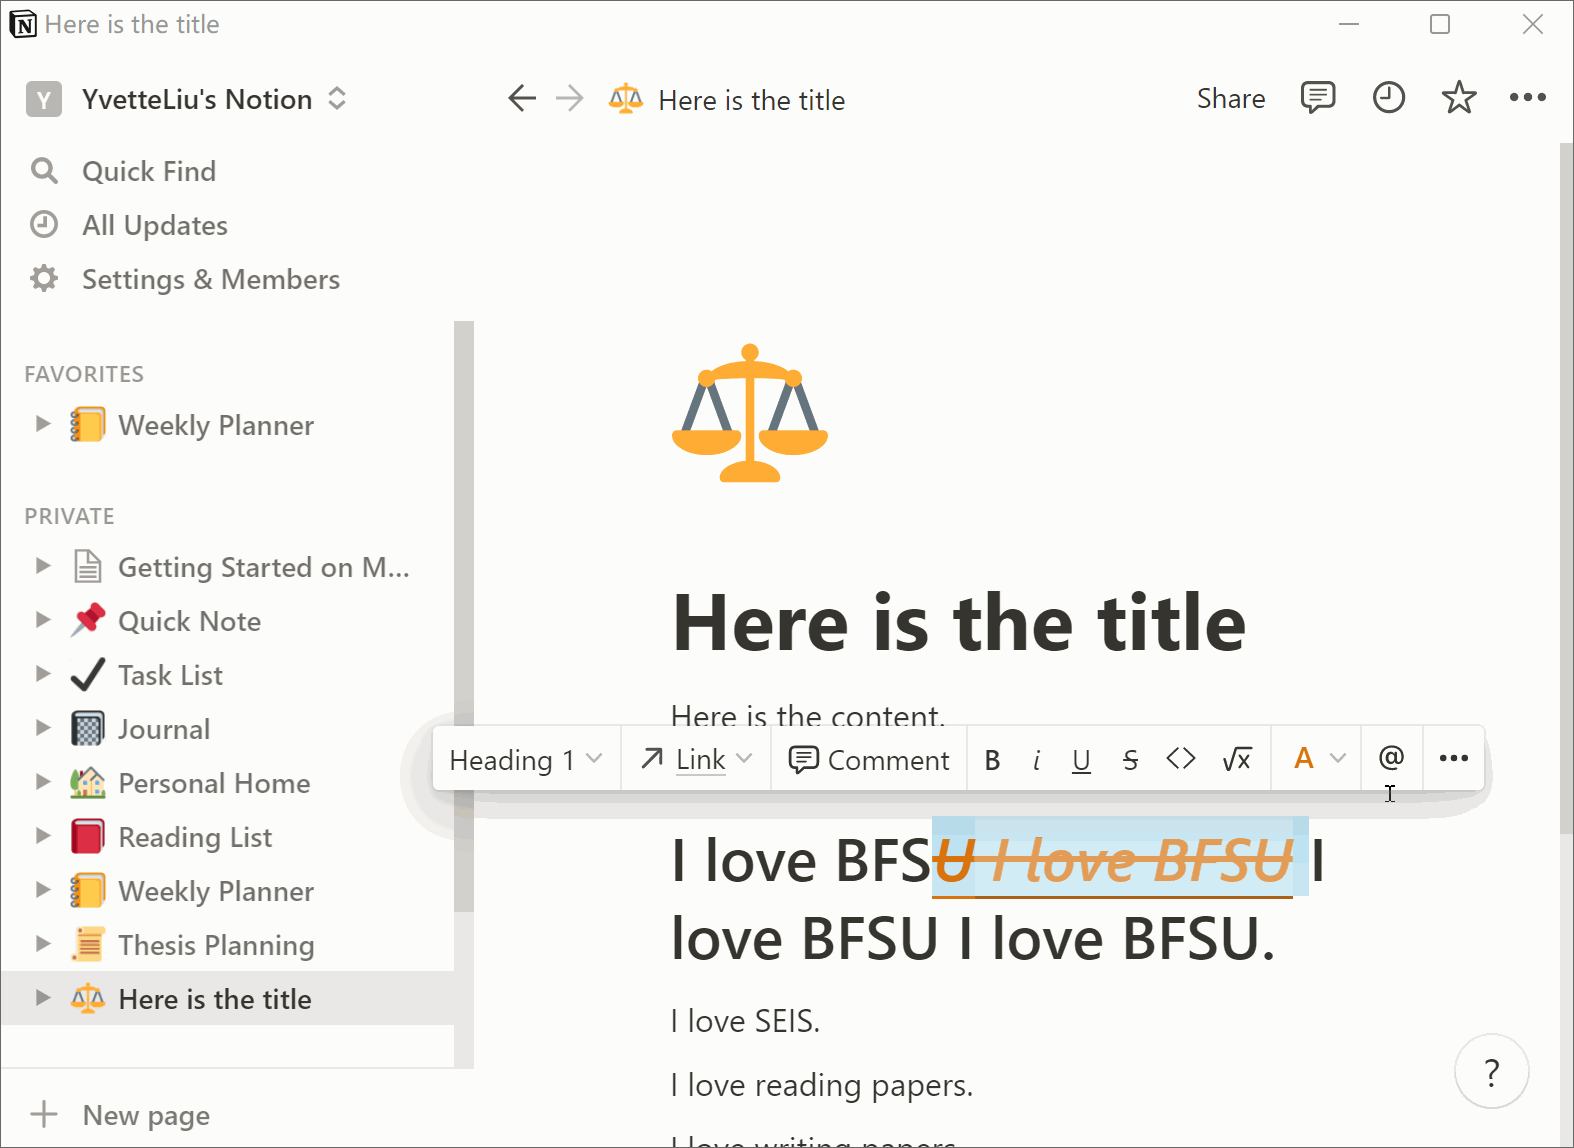 Here is the title
Y YvetteLiu's Notion
Here is the title
Share
Quick Find
All Updates
Settings & Members
FAVORITES
Weekly Planner
PRIVATE
Getting Started on M...
Quick Note
Task List
Journal
Personal Home
Reading List
Weekly Planner
Thesis Planning
Here is the title
New page
Here is the title
Here is the content.
Heading 1 Link Comment B i U S <> √x A @ •••
I love BFSU I love BFSU I
love BFSU I love BFSU.
I love SEIS.
I love reading papers.
I love writing papers
?